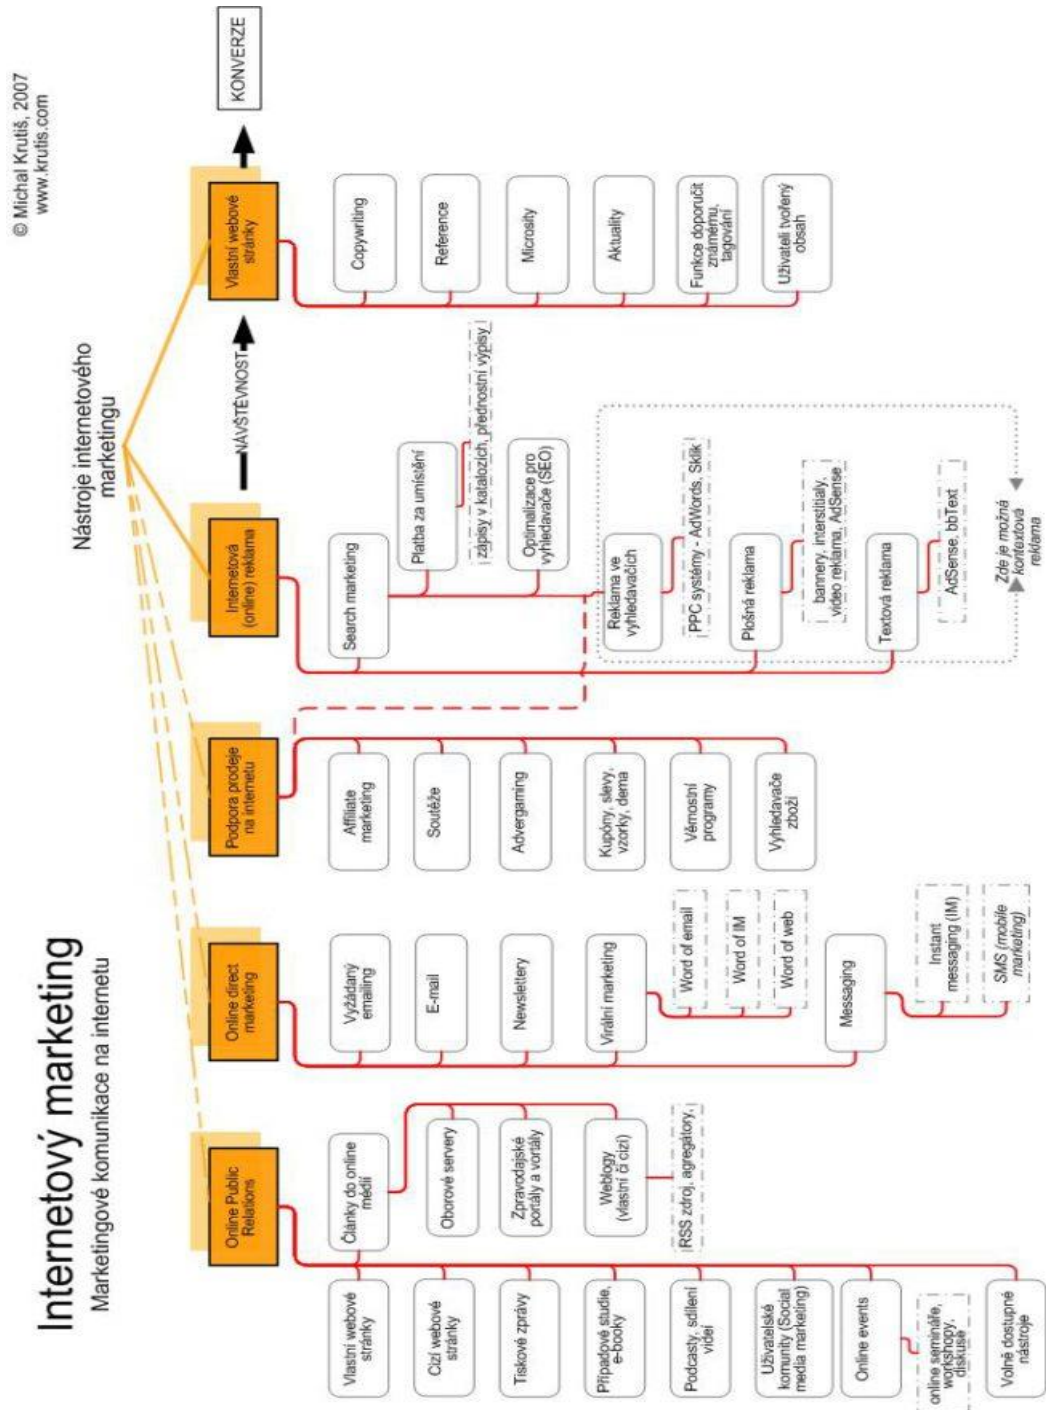 Internetový marketing
Marketingové komunikace na internetu
© Michal Krutiš, 2007
www.krutis.com
Nástroje internetového
marketingu
Online Public
Relations
Online direct
marketing
Podpora prodeje
na internetu
Internetová
(online) reklama
NÁVŠTĚVNOST
Vlastní webové
stránky
KONVERZE
Vlastní webové
stránky
Cizí webové
stránky
Tiskové zprávy
Případové studie,
e-booky
Podcasty, sdílení
videí
Uživatelské
komunity (Social
media marketing)
Online events
online semináře,
workshopy,
diskuse
Volně dostupné
nástroje
Články do online
médií
Oborové servery
Zpravodajské
portály a vortály
Weblogy
(vlastní či cizí)
RSS zdroj, agregátory,
Vyžádaný
emailing
E-mail
Newslettery
Virální marketing
Word of email
Word of IM
Word of web
Messaging
Instant
messaging (IM)
SMS (mobile
marketing)
Affiliate
marketing
Soutěže
Advergaming
Kupóny, slevy,
vzorky, dema
Věrnostní
programy
Vyhledavače
zboží
Search marketing
Platba za umístění
zápisy v katalozích, přednostní výpisy
Optimalizace pro
vyhledavače (SEO)
Reklama ve
vyhledavačích
PPC systémy - AdWords, Sklik
Plošná reklama
bannery, interstitialy,
video reklama, AdSense
Textová reklama
AdSense, bbText
Zde je možná
kontextová
reklama
Copywriting
Reference
Microsity
Aktuality
Funkce doporučit
známému,
tagování
Uživateli tvořený
obsah